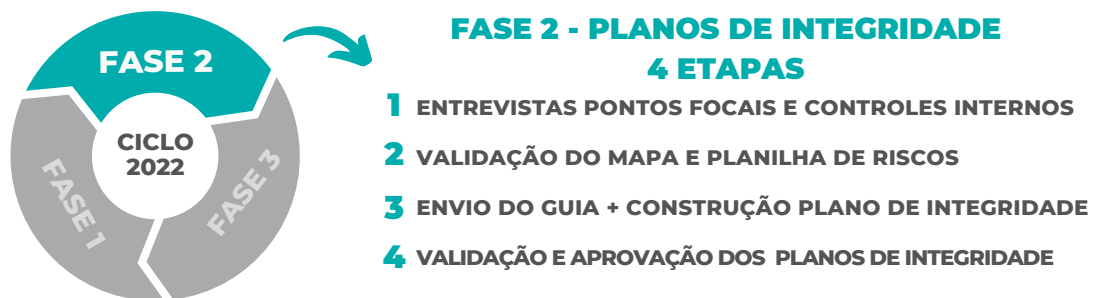 FASE 2
CICLO
2022
FASE 1
FASE 3
FASE 2 - PLANOS DE INTEGRIDADE
4 ETAPAS
1 ENTREVISTAS PONTOS FOCAIS E CONTROLES INTERNOS
2 VALIDAÇÃO DO MAPA E PLANILHA DE RISCOS
3 ENVIO DO GUIA + CONSTRUÇÃO PLANO DE INTEGRIDADE
4 VALIDAÇÃO E APROVAÇÃO DOS PLANOS DE INTEGRIDADE